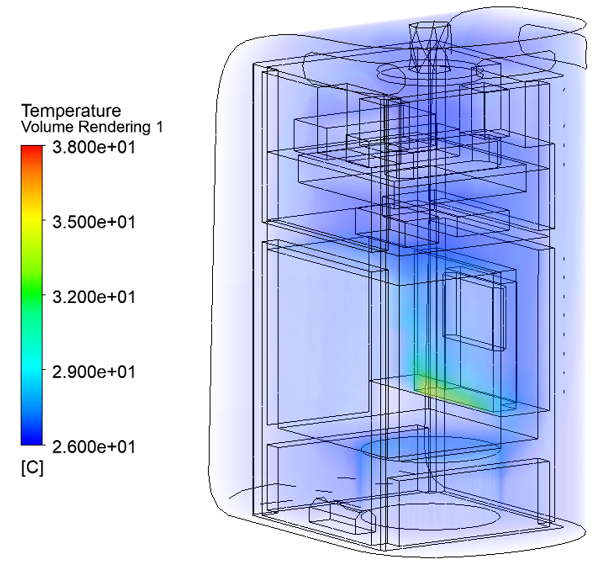 Temperature
Volume Rendering 1
3.800e+01
3.500e+01
3.200e+01
2.900e+01
2.600e+01
[C]